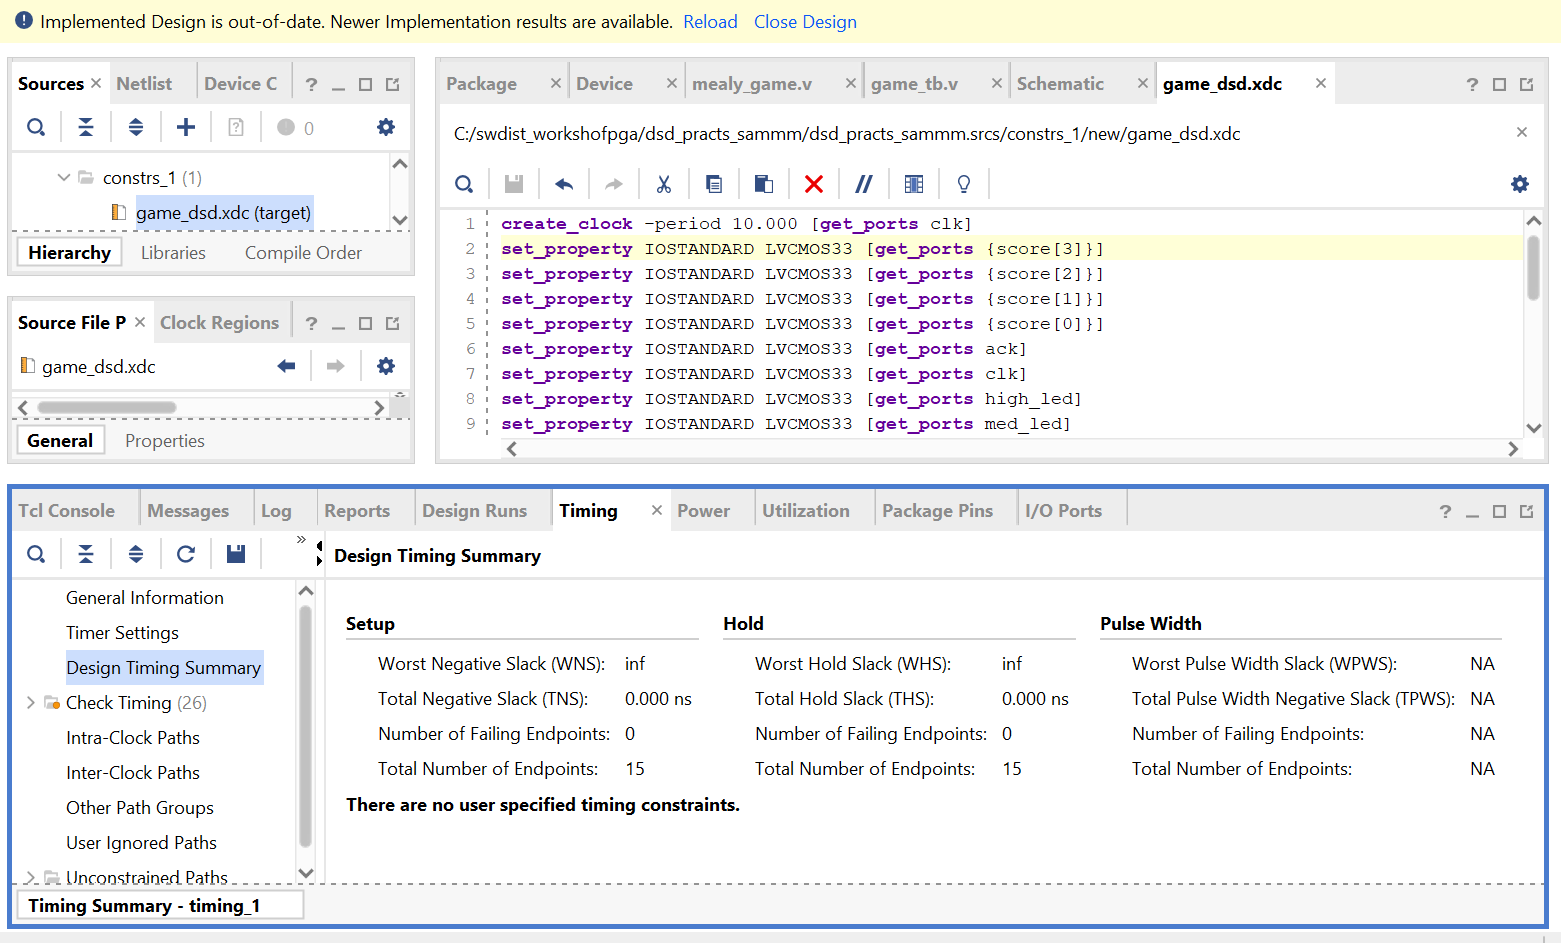 Implemented Design is out-of-date. Newer Implementation results are available. Reload Close Design
Sources Netlist Device C ?
0
constrs_1 (1)
game_dsd.xdc (target)
Hierarchy Libraries Compile Order
Source File P Clock Regions ?
game_dsd.xdc
General Properties
Package Device mealy_game.v game_tb.v Schematic game_dsd.xdc ?
C:/swdist_workshofpga/dsd_practs_sammm/dsd_practs_sammm.srcs/constrs_1/new/game_dsd.xdc
1 create_clock -period 10.000 [get_ports clk]
2 set_property IOSTANDARD LVCMOS33 [get_ports {score[3]}]
3 set_property IOSTANDARD LVCMOS33 [get_ports {score[2]}]
4 set_property IOSTANDARD LVCMOS33 [get_ports {score[1]}]
5 set_property IOSTANDARD LVCMOS33 [get_ports {score[0]}]
6 set_property IOSTANDARD LVCMOS33 [get_ports ack]
7 set_property IOSTANDARD LVCMOS33 [get_ports clk]
8 set_property IOSTANDARD LVCMOS33 [get_ports high_led]
9 set_property IOSTANDARD LVCMOS33 [get_ports med_led]
Tcl Console Messages Log Reports Design Runs Timing Power Utilization Package Pins I/O Ports ?
»
General Information
Timer Settings
Design Timing Summary
Check Timing (26)
Intra-Clock Paths
Inter-Clock Paths
Other Path Groups
User Ignored Paths
Unconstrained Paths
Design Timing Summary
Setup Hold Pulse Width
Worst Negative Slack (WNS): inf Worst Hold Slack (WHS): inf Worst Pulse Width Slack (WPWS): NA
Total Negative Slack (TNS): 0.000 ns Total Hold Slack (THS): 0.000 ns Total Pulse Width Negative Slack (TPWS): NA
Number of Failing Endpoints: 0 Number of Failing Endpoints: 0 Number of Failing Endpoints: NA
Total Number of Endpoints: 15 Total Number of Endpoints: 15 Total Number of Endpoints: NA
There are no user specified timing constraints.
Timing Summary - timing_1